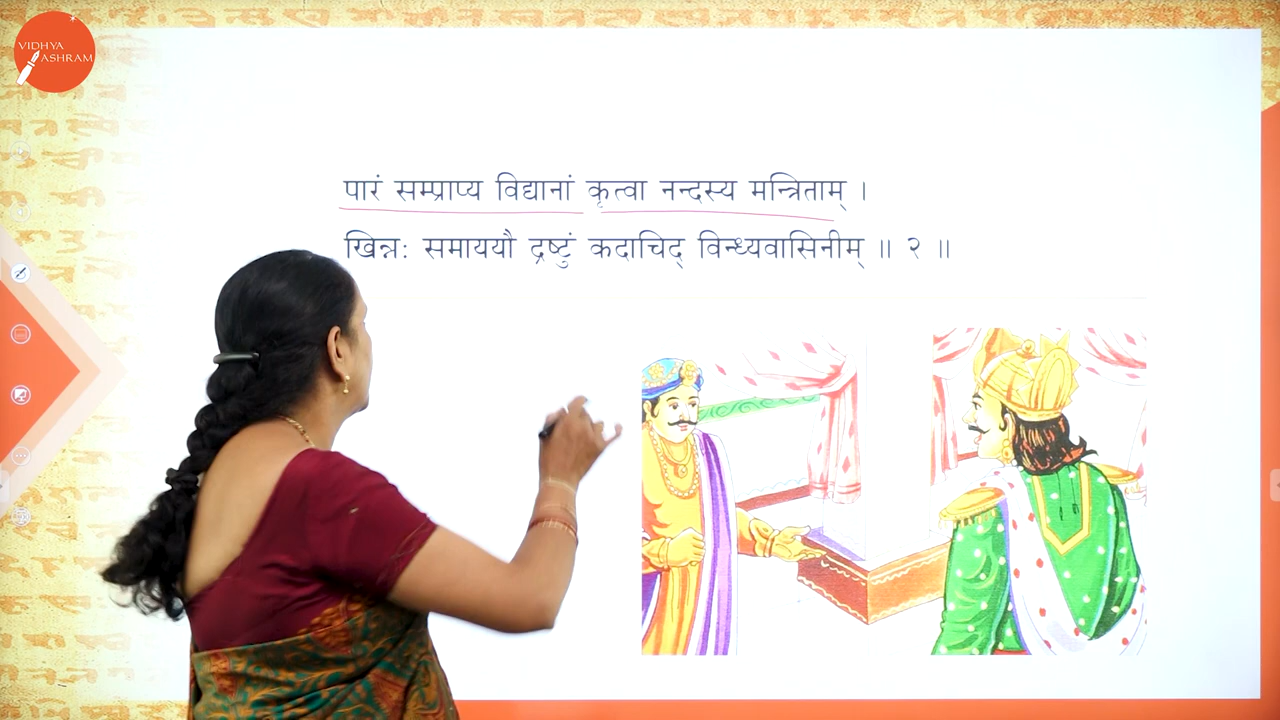 VIDHYA
ASHRAM
पारं सम्प्राप्य विद्यानां कृत्वा नन्दस्य मन्त्रिताम् ।
खिन्नः समाययौ द्रष्टुं कदाचिद् विन्ध्यवासिनीम् ॥ २ ॥